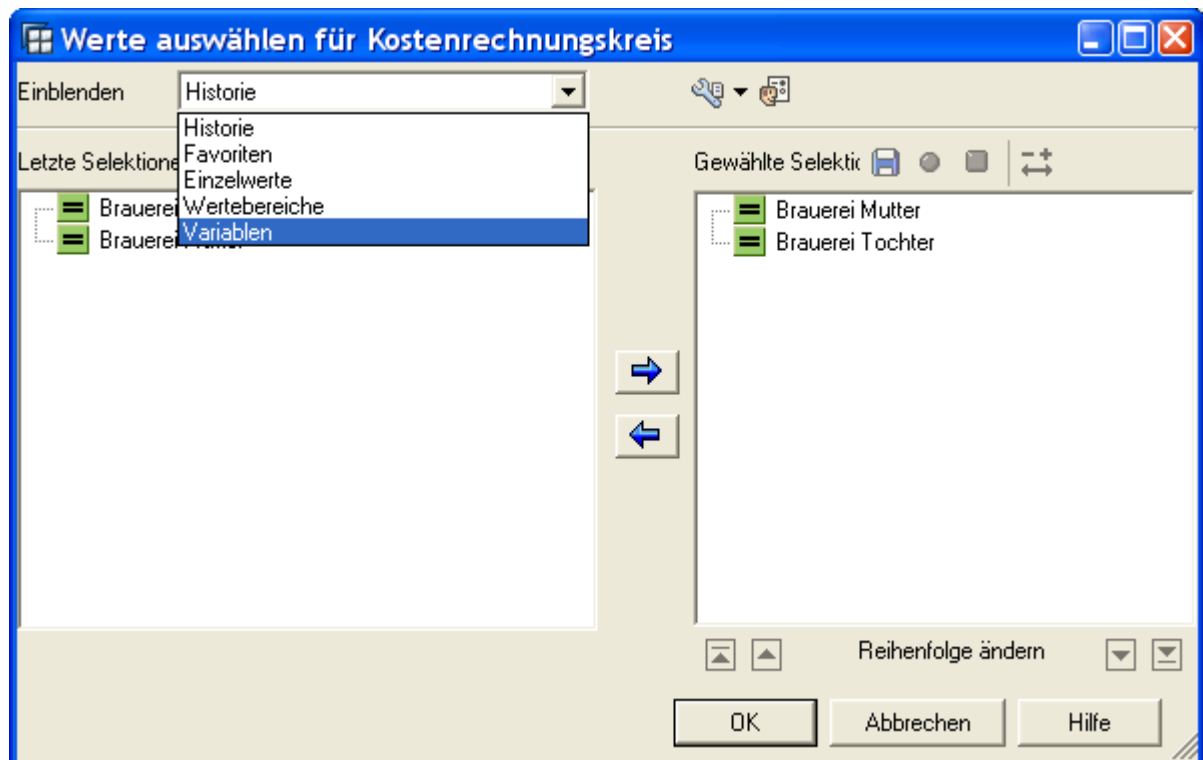 Werte auswählen für Kostenrechnungskreis
Einblenden
Historie
Historie
Favoriten
Einzelwerte
Wertebereiche
Variablen
Letzte Selektione
Gewählte Selektic
Brauerei
Brauerei
Brauerei Mutter
Brauerei Tochter
Reihenfolge ändern
OK
Abbrechen
Hilfe